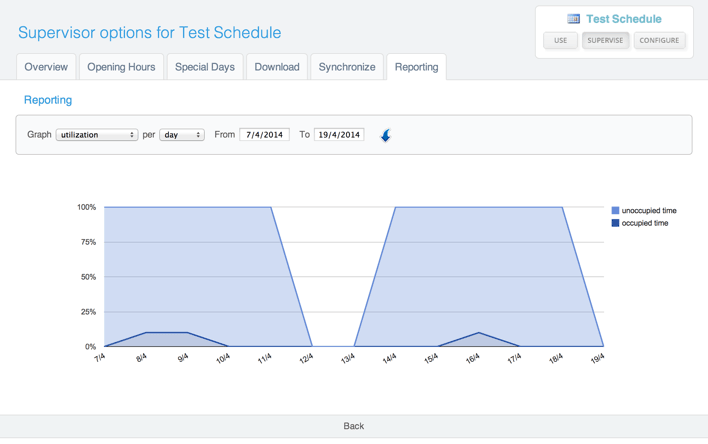 Supervisor options for Test Schedule
Test Schedule
USE SUPERVISE CONFIGURE
Overview Opening Hours Special Days Download Synchronize Reporting
Reporting
Graph utilization per day From 7/4/2014 To 19/4/2014
100%
75%
50%
25%
0%
7/4 8/4 9/4 10/4 11/4 12/4 13/4 14/4 15/4 16/4 17/4 18/4 19/4
unoccupied time
occupied time
Back